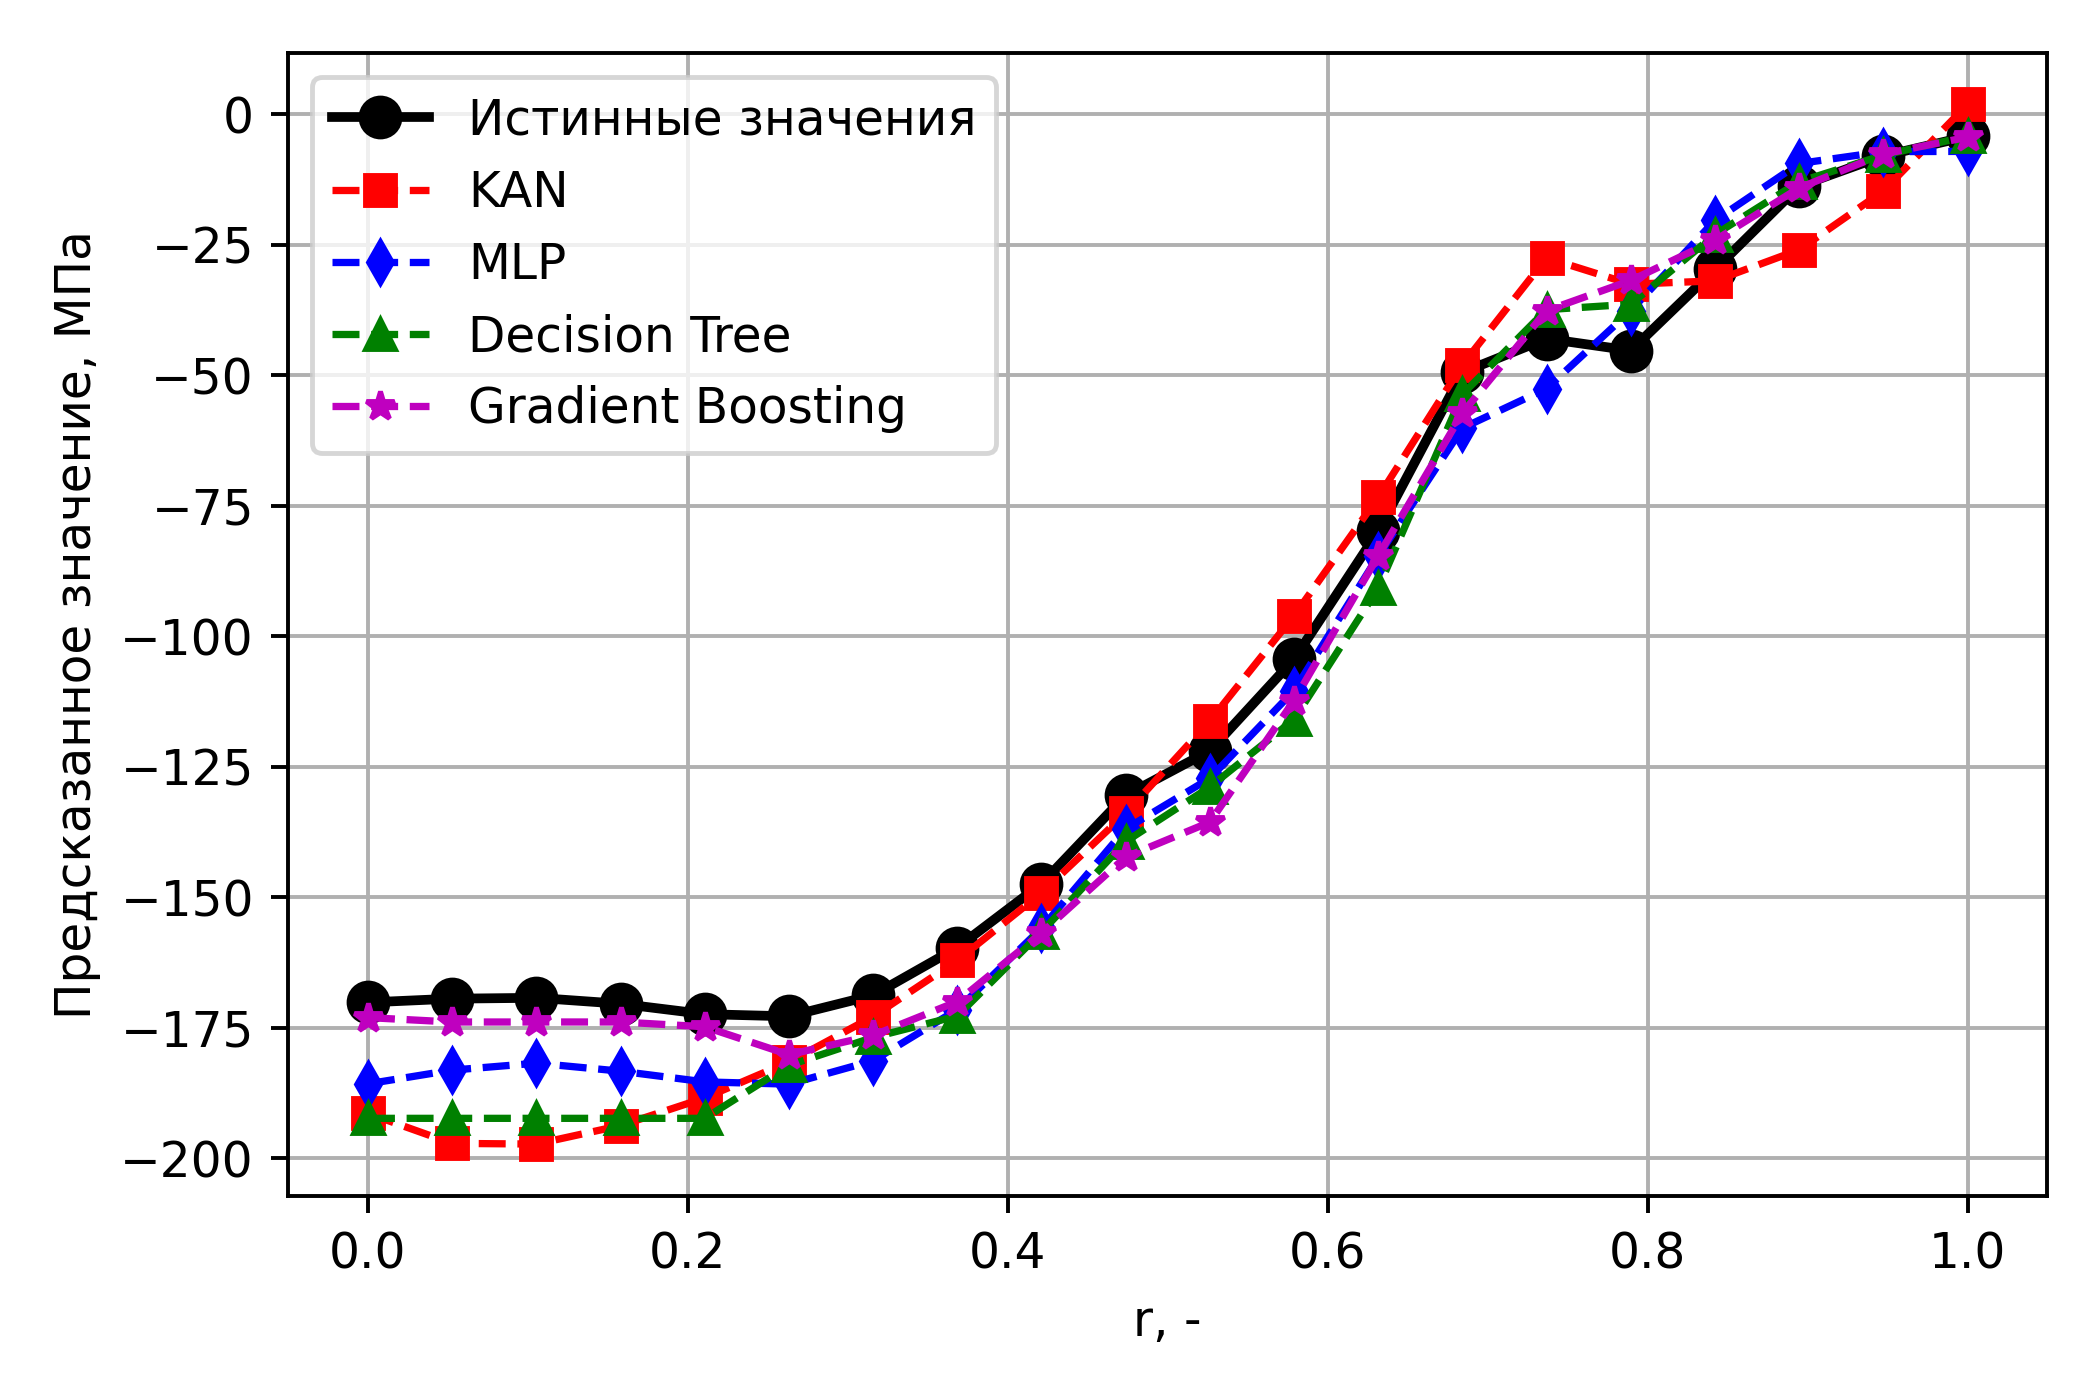 Истинные значения
KAN
MLP
Decision Tree
Gradient Boosting
Предсказанное значение, МПа
0
−25
−50
−75
−100
−125
−150
−175
−200
0.0 0.2 0.4 0.6 0.8 1.0
r, -